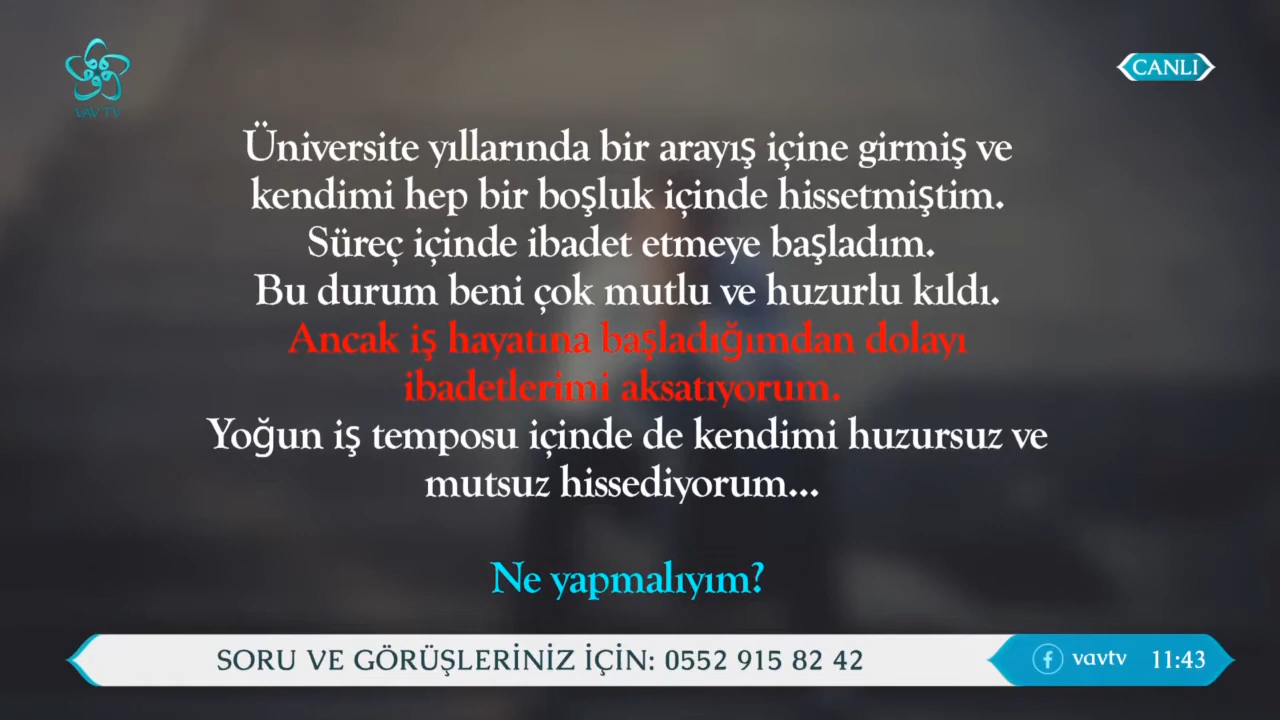 VAV TV
CANLI
Üniversite yıllarında bir arayış içine girmiş ve
kendimi hep bir boşluk içinde hissetmiştim.
Süreç içinde ibadet etmeye başladım.
Bu durum beni çok mutlu ve huzurlu kıldı.
Ancak iş hayatına başladığımdan dolayı
ibadetlerimi aksatıyorum.
Yoğun iş temposu içinde de kendimi huzursuz ve
mutsuz hissediyorum...
Ne yapmalıyım?
SORU VE GÖRÜŞLERİNİZ İÇİN: 0552 915 82 42
f vavtv 11:43